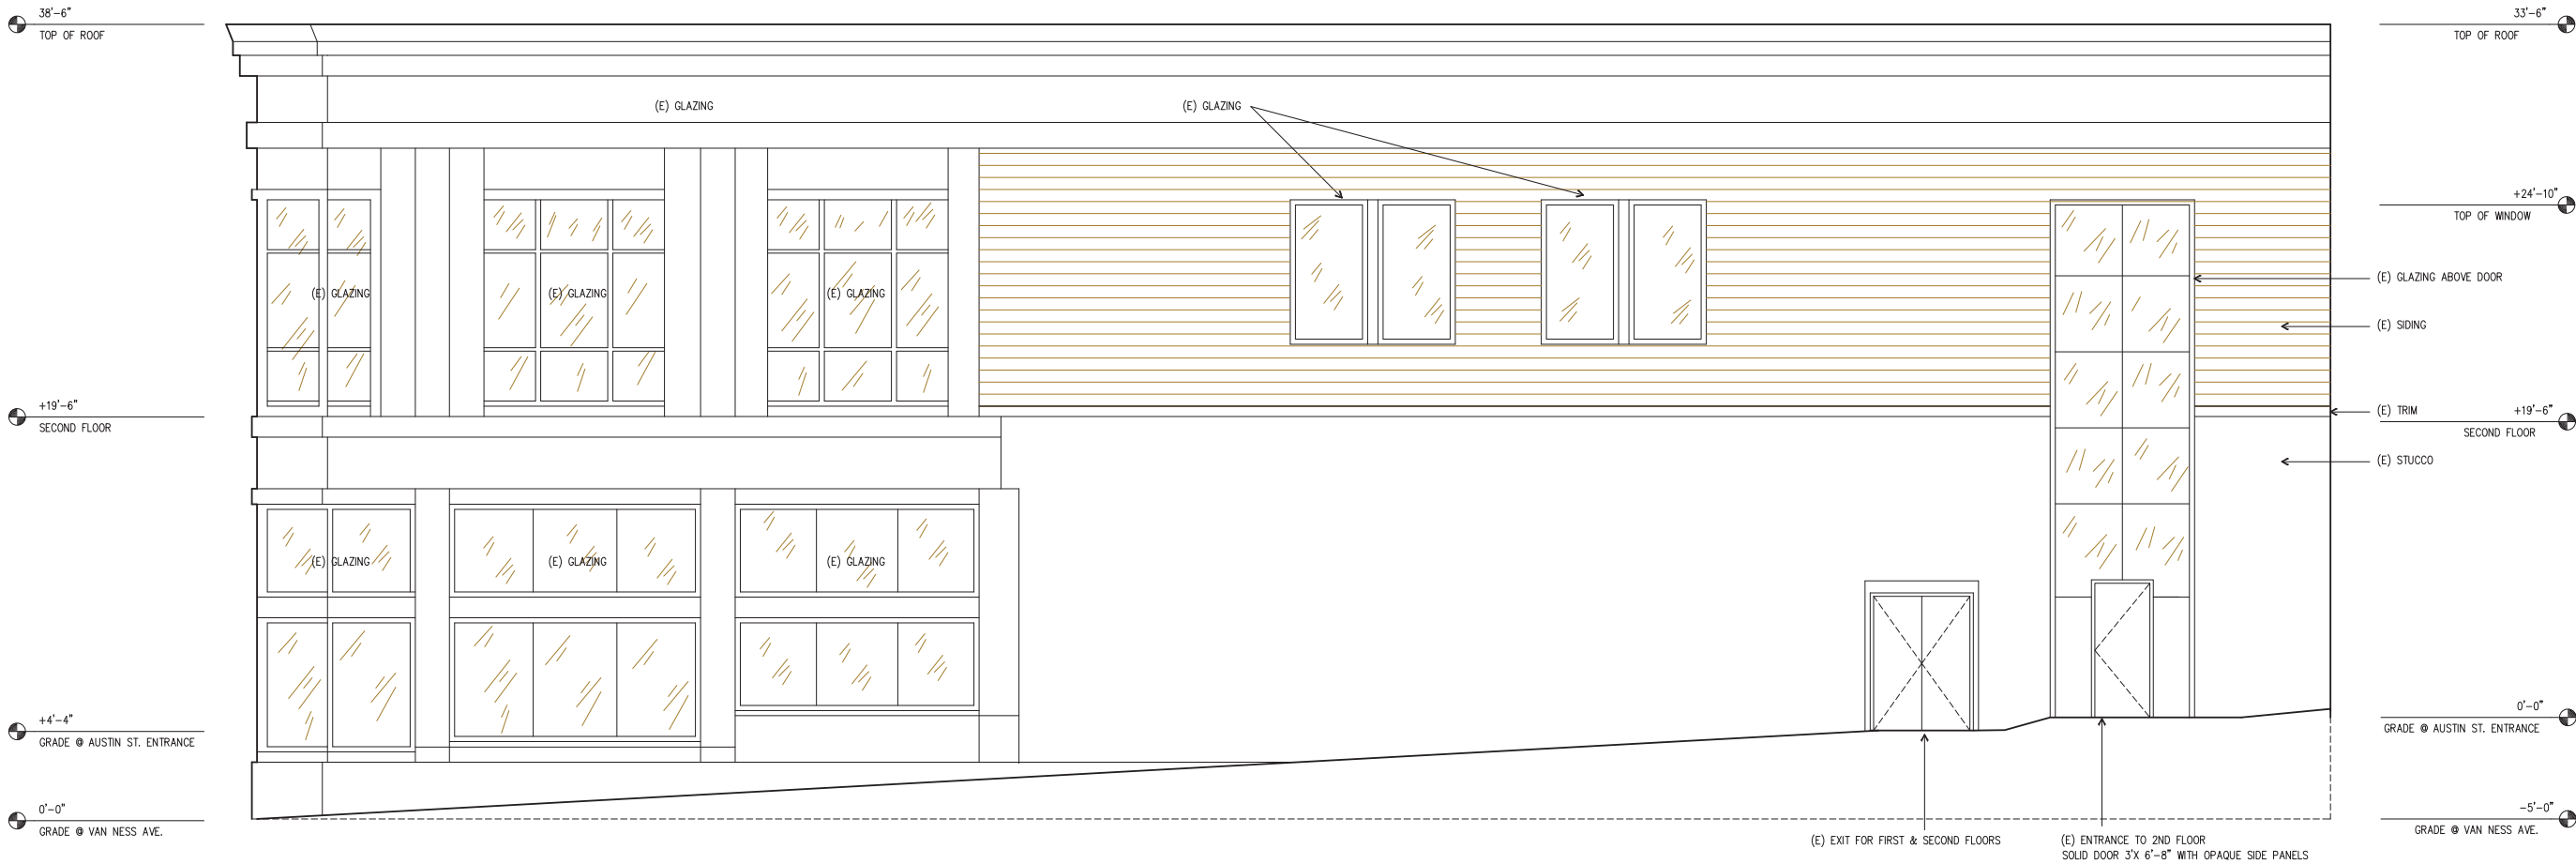 38'-6"
TOP OF ROOF
33'-6"
TOP OF ROOF
(E) GLAZING
(E) GLAZING
+24'-10"
TOP OF WINDOW
(E) GLAZING ABOVE DOOR
(E) GLAZING
(E) GLAZING
(E) GLAZING
(E) SIDING
+19'-6"
SECOND FLOOR
(E) TRIM
+19'-6"
SECOND FLOOR
(E) STUCCO
(E) GLAZING
(E) GLAZING
(E) GLAZING
+4'-4"
GRADE @ AUSTIN ST. ENTRANCE
0'-0"
GRADE @ AUSTIN ST. ENTRANCE
0'-0"
GRADE @ VAN NESS AVE.
-5'-0"
GRADE @ VAN NESS AVE.
(E) EXIT FOR FIRST & SECOND FLOORS
(E) ENTRANCE TO 2ND FLOOR
SOLID DOOR 3'X 6'-8" WITH OPAQUE SIDE PANELS